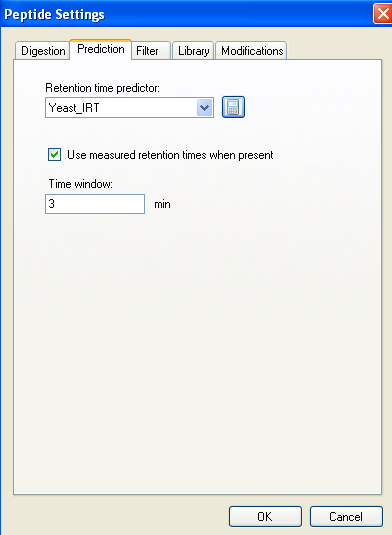 Peptide Settings
Digestion Prediction Filter Library Modifications
Retention time predictor:
Yeast_IRT
Use measured retention times when present
Time window:
3 min
OK Cancel